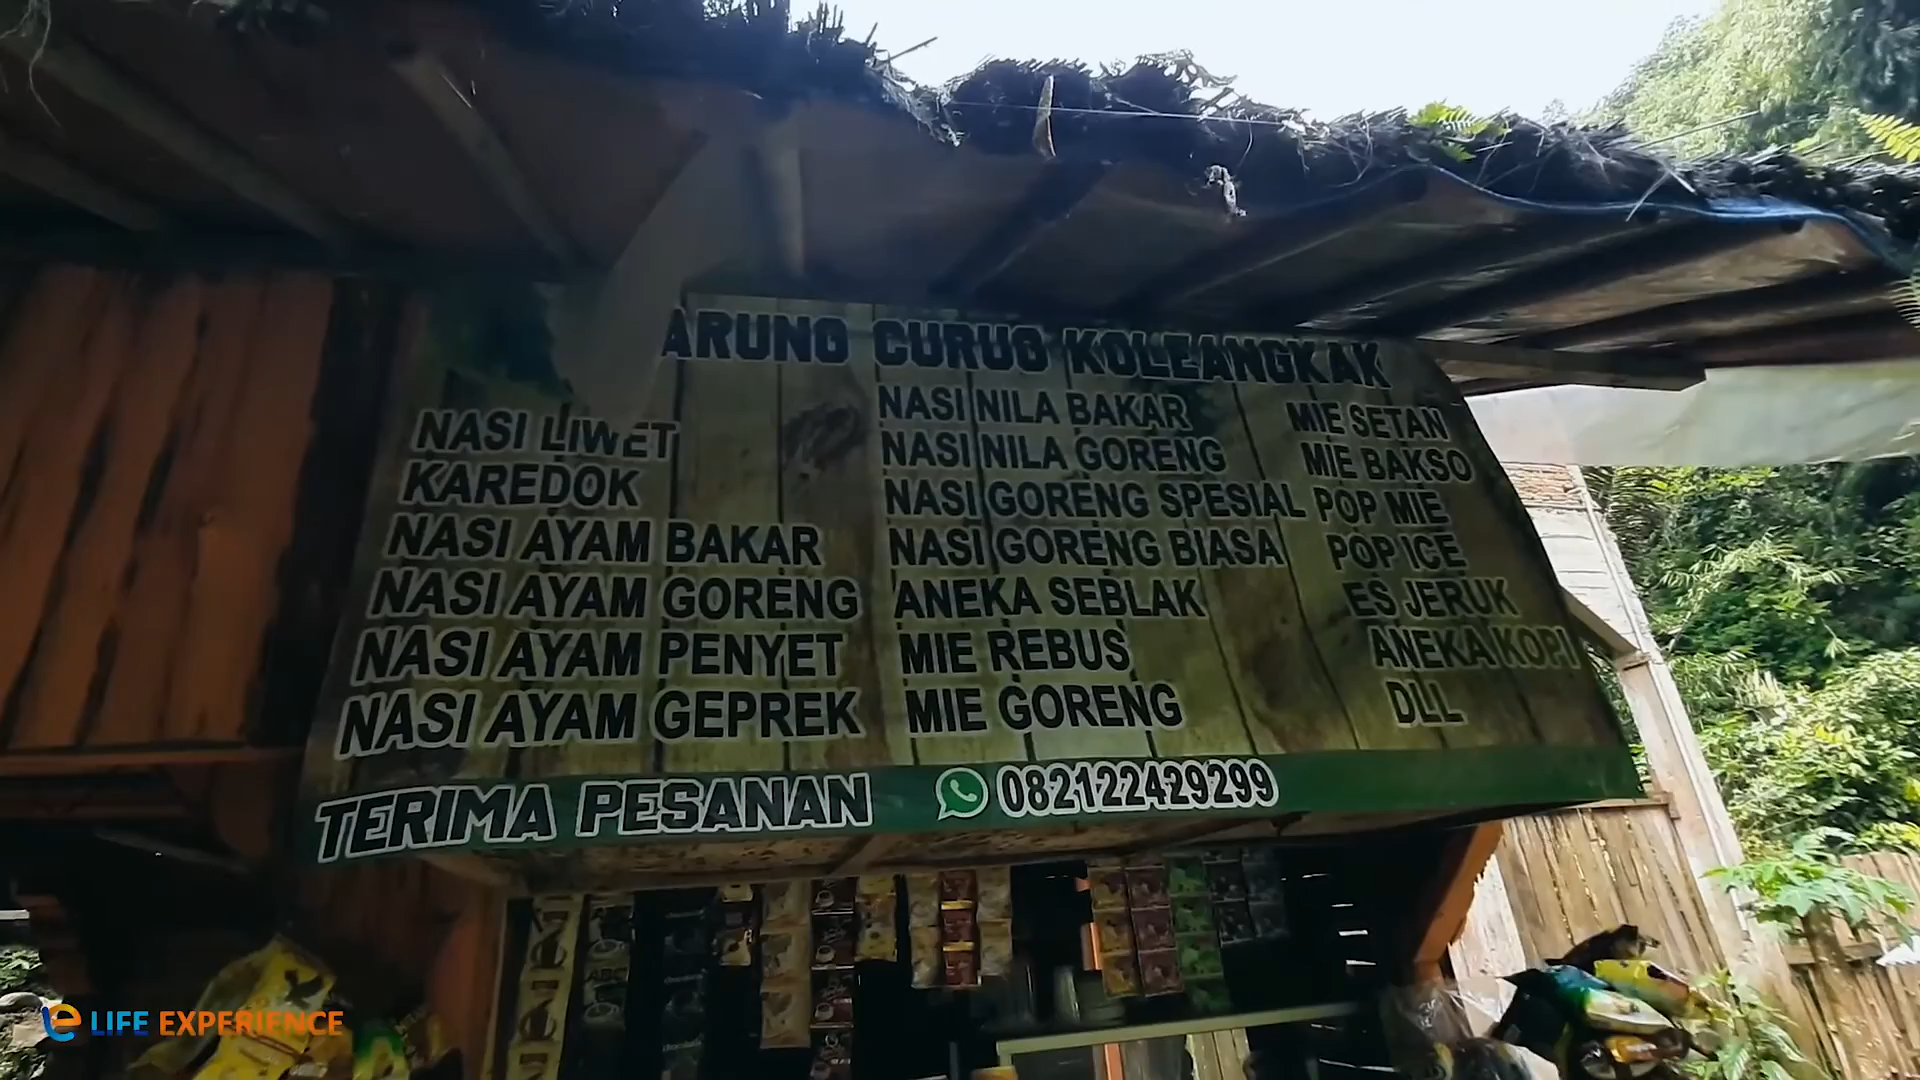 ARUNG CURUG KOLEANGKAK
NASI LIWET
KAREDOK
NASI AYAM BAKAR
NASI AYAM GORENG
NASI AYAM PENYET
NASI AYAM GEPREK
NASI NILA BAKAR
NASI NILA GORENG
NASI GORENG SPESIAL
NASI GORENG BIASA
ANEKA SEBLAK
MIE REBUS
MIE GORENG
MIE SETAN
MIE BAKSO
POP MIE
POP ICE
ES JERUK
ANEKA KOPI
DLL
TERIMA PESANAN 082122429299
LIFE EXPERIENCE